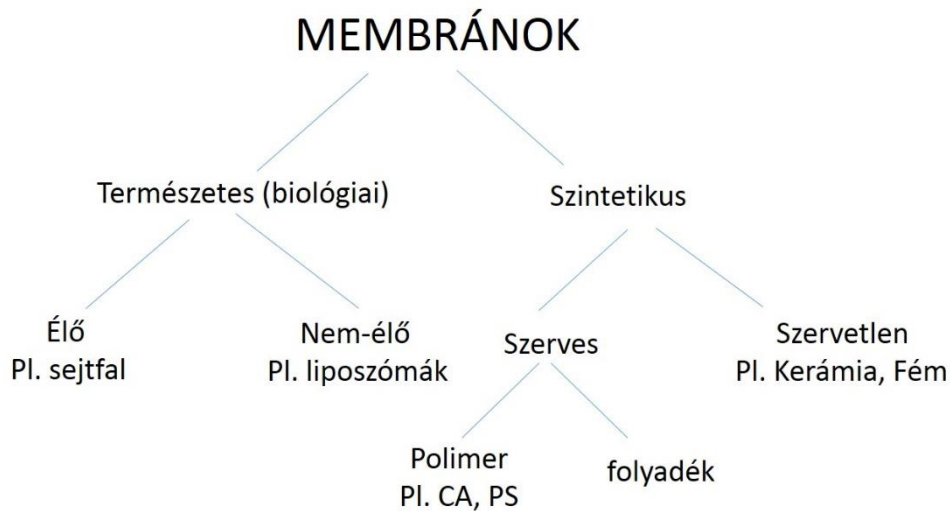 MEMBRÁNOK
Természetes (biológiai)
Szintetikus
Élő
Pl. sejtfal
Nem-élő
Pl. liposzómák
Szerves
Szervetlen
Pl. Kerámia, Fém
Polimer
Pl. CA, PS
folyadék